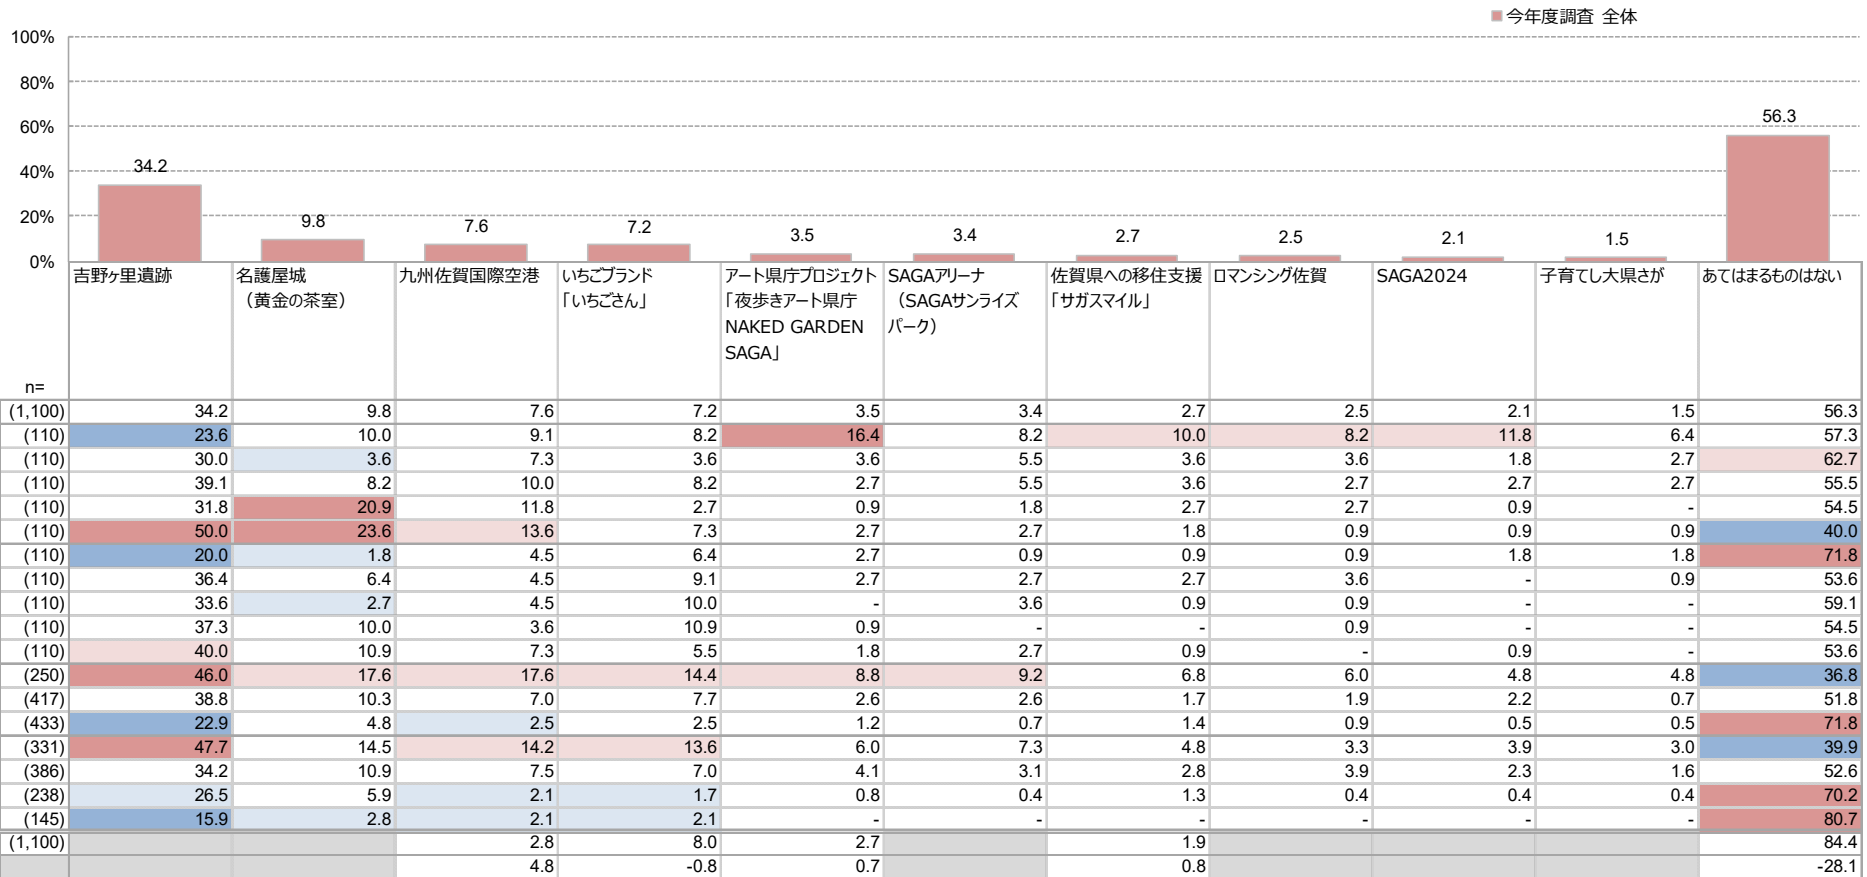 今年度調査 全体
100%
80%
60%
40%
20%
0%
34.2 9.8 7.6 7.2 3.5 3.4 2.7 2.5 2.1 1.5 56.3
吉野ヶ里遺跡
名護屋城
（黄金の茶室）
九州佐賀国際空港
いちごブランド
「いちごさん」
アート県庁プロジェクト
「夜歩きアート県庁
NAKED GARDEN
SAGA」
SAGAアリーナ
（SAGAサンライズ
パーク）
佐賀県への移住支援
「サガスマイル」
ロマンシング佐賀
SAGA2024
子育てし大県さが
あてはまるものはない
n=
(1,100) 34.2 9.8 7.6 7.2 3.5 3.4 2.7 2.5 2.1 1.5 56.3
(110) 23.6 10.0 9.1 8.2 16.4 8.2 10.0 8.2 11.8 6.4 57.3
(110) 30.0 3.6 7.3 3.6 3.6 5.5 3.6 3.6 1.8 2.7 62.7
(110) 39.1 8.2 10.0 8.2 2.7 5.5 3.6 2.7 2.7 2.7 55.5
(110) 31.8 20.9 11.8 2.7 0.9 1.8 2.7 2.7 0.9 - 54.5
(110) 50.0 23.6 13.6 7.3 2.7 2.7 1.8 0.9 0.9 0.9 40.0
(110) 20.0 1.8 4.5 6.4 2.7 0.9 0.9 0.9 1.8 1.8 71.8
(110) 36.4 6.4 4.5 9.1 2.7 2.7 2.7 3.6 - 0.9 53.6
(110) 33.6 2.7 4.5 10.0 - 3.6 0.9 0.9 - - 59.1
(110) 37.3 10.0 3.6 10.9 0.9 - - 0.9 - - 54.5
(110) 40.0 10.9 7.3 5.5 1.8 2.7 0.9 - 0.9 - 53.6
(250) 46.0 17.6 17.6 14.4 8.8 9.2 6.8 6.0 4.8 4.8 36.8
(417) 38.8 10.3 7.0 7.7 2.6 2.6 1.7 1.9 2.2 0.7 51.8
(433) 22.9 4.8 2.5 2.5 1.2 0.7 1.4 0.9 0.5 0.5 71.8
(331) 47.7 14.5 14.2 13.6 6.0 7.3 4.8 3.3 3.9 3.0 39.9
(386) 34.2 10.9 7.5 7.0 4.1 3.1 2.8 3.9 2.3 1.6 52.6
(238) 26.5 5.9 2.1 1.7 0.8 0.4 1.3 0.4 0.4 0.4 70.2
(145) 15.9 2.8 2.1 2.1 - - - - - - 80.7
(1,100) 2.8 8.0 2.7 1.9 84.4
4.8 -0.8 0.7 0.8 -28.1